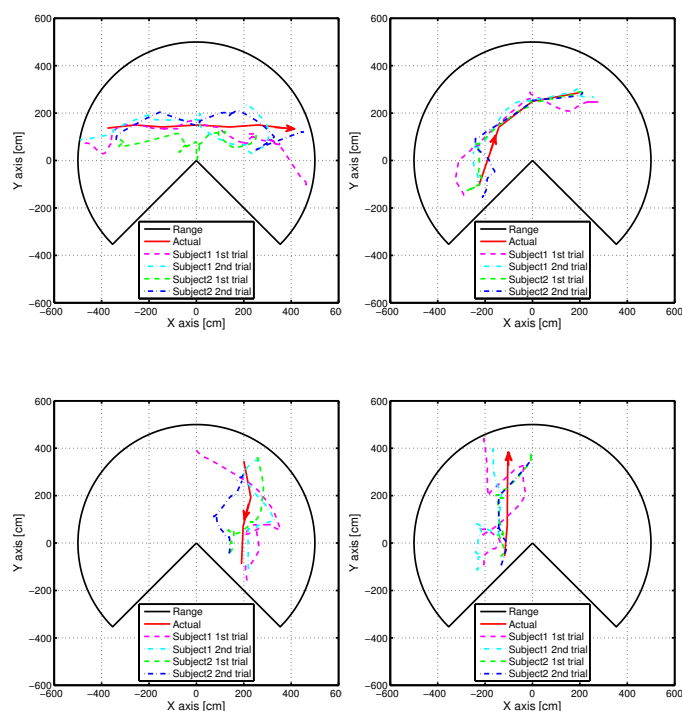 600
400
200
0
−200
−400
−600
−600 −400 −200 0 200 400 60
Y axis [cm]
X axis [cm]
Range
Actual
Subject1 1st trial
Subject1 2nd trial
Subject2 1st trial
Subject2 2nd trial
600
400
200
0
−200
−400
−600
−600 −400 −200 0 200 400 600
Y axis [cm]
X axis [cm]
Range
Actual
Subject1 1st trial
Subject1 2nd trial
Subject2 1st trial
Subject2 2nd trial
600
400
200
0
−200
−400
−600
−600 −400 −200 0 200 400 60
Y axis [cm]
X axis [cm]
Range
Actual
Subject1 1st trial
Subject1 2nd trial
Subject2 1st trial
Subject2 2nd trial
600
400
200
0
−200
−400
−600
−600 −400 −200 0 200 400 600
Y axis [cm]
X axis [cm]
Range
Actual
Subject1 1st trial
Subject1 2nd trial
Subject2 1st trial
Subject2 2nd trial